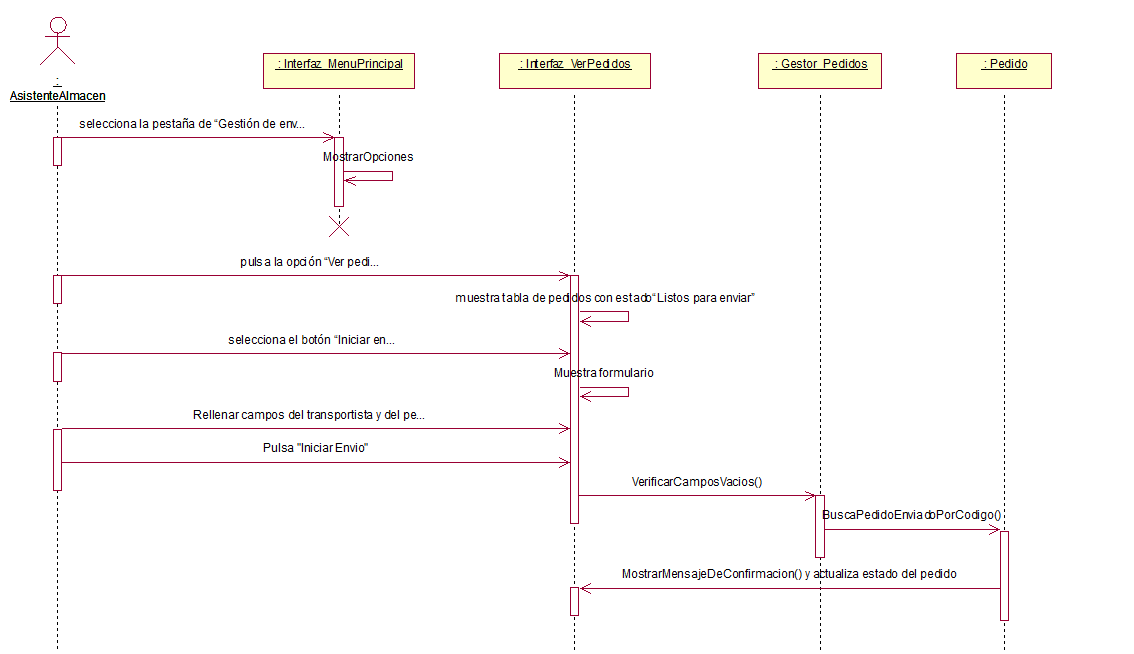 : Interfaz_MenuPrincipal
: Interfaz_VerPedidos
: Gestor_Pedidos
: Pedido
:
AsistenteAlmacen
selecciona la pestaña de “Gestión de env...
MostrarOpciones
pulsa la opción “Ver pedi...
muestra tabla de pedidos con estado“Listos para enviar”
selecciona el botón “Iniciar en...
Muestra formulario
Rellenar campos del transportista y del pe...
Pulsa "Iniciar Envio"
VerificarCamposVacios()
BuscaPedidoEnviadoPorCodigo()
MostrarMensajeDeConfirmacion() y actualiza estado del pedido